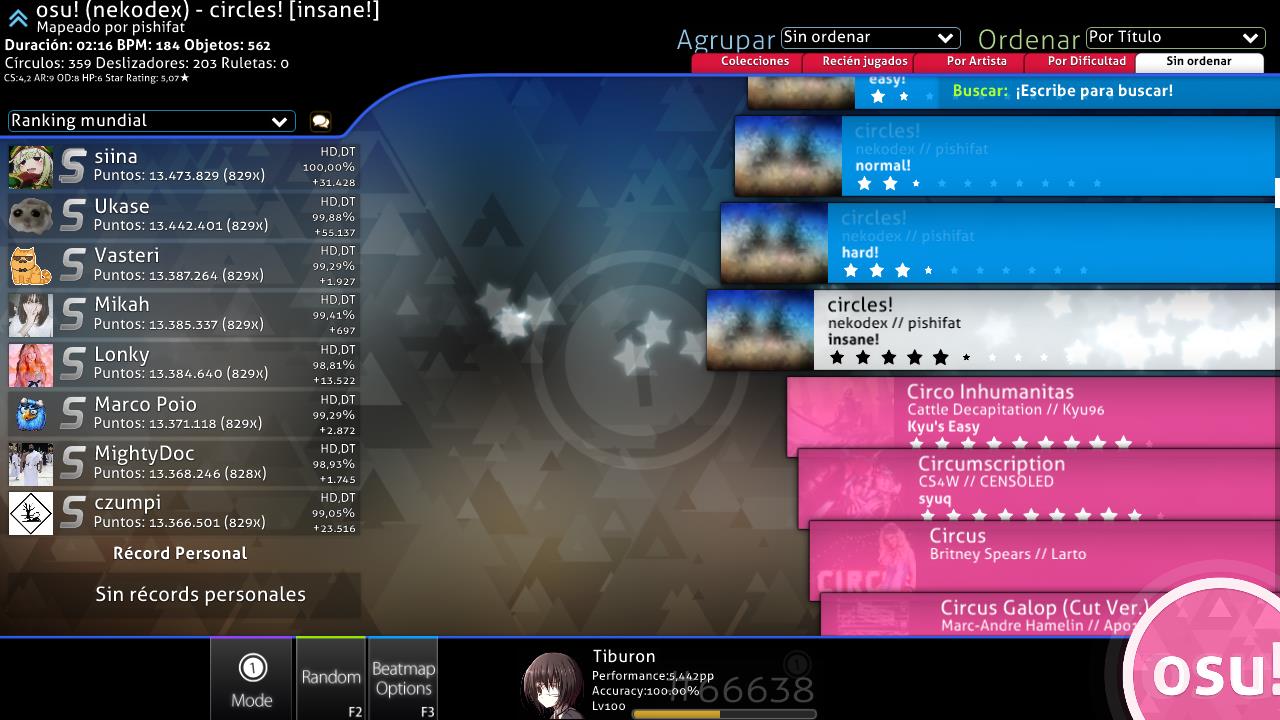 osu! (nekodex) - circles! [insane!]
Mapeado por pishifat
Duración: 02:16 BPM: 184 Objetos: 562
Círculos: 359 Deslizadores: 203 Ruletas: 0
CS:4,2 AR:9 OD:8 HP:6 Star Rating: 5,07★
Agrupar
Sin ordenar
Ordenar
Por Título
Colecciones
Recién jugados
Por Artista
Por Dificultad
Sin ordenar
Ranking mundial
Buscar: ¡Escribe para buscar!
siina
Puntos: 13.473.829 (829x)
HD,DT
100,00%
+31.428
Ukase
Puntos: 13.442.401 (829x)
HD,DT
99,88%
+55.137
Vasteri
Puntos: 13.387.264 (829x)
HD,DT
99,29%
+1.927
Mikah
Puntos: 13.385.337 (829x)
HD,DT
99,41%
+697
Lonky
Puntos: 13.384.640 (829x)
HD,DT
98,81%
+13.522
Marco Poio
Puntos: 13.371.118 (829x)
HD,DT
99,29%
+2.872
MightyDoc
Puntos: 13.368.246 (828x)
HD,DT
98,93%
+1.745
czumpi
Puntos: 13.366.501 (829x)
HD,DT
99,05%
+23.516
Récord Personal
Sin récords personales
easy!
circles!
nekodex // pishifat
normal!
circles!
nekodex // pishifat
hard!
circles!
nekodex // pishifat
insane!
Circo Inhumanitas
Cattle Decapitation // Kyu96
Kyu's Easy
Circumscription
CS4W // CENSOLED
syuq
Circus
Britney Spears // Larto
Circus Galop (Cut Ver.)
Marc-Andre Hamelin //
Mode
Random
F2
Beatmap
Options
F3
Tiburon
Performance:5,442pp
Accuracy:100.00%
Lv100
#66638
osu!